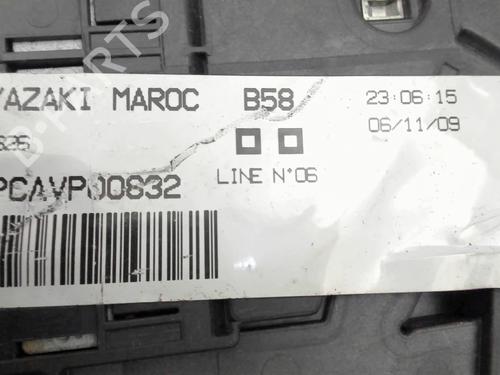 YAZAKI MAROC B58 23:06:15
06/11/09
LINE N°06
PCAVP00832